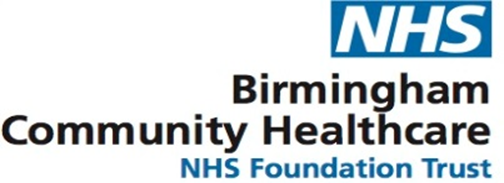 NHS
Birmingham
Community Healthcare
NHS Foundation Trust